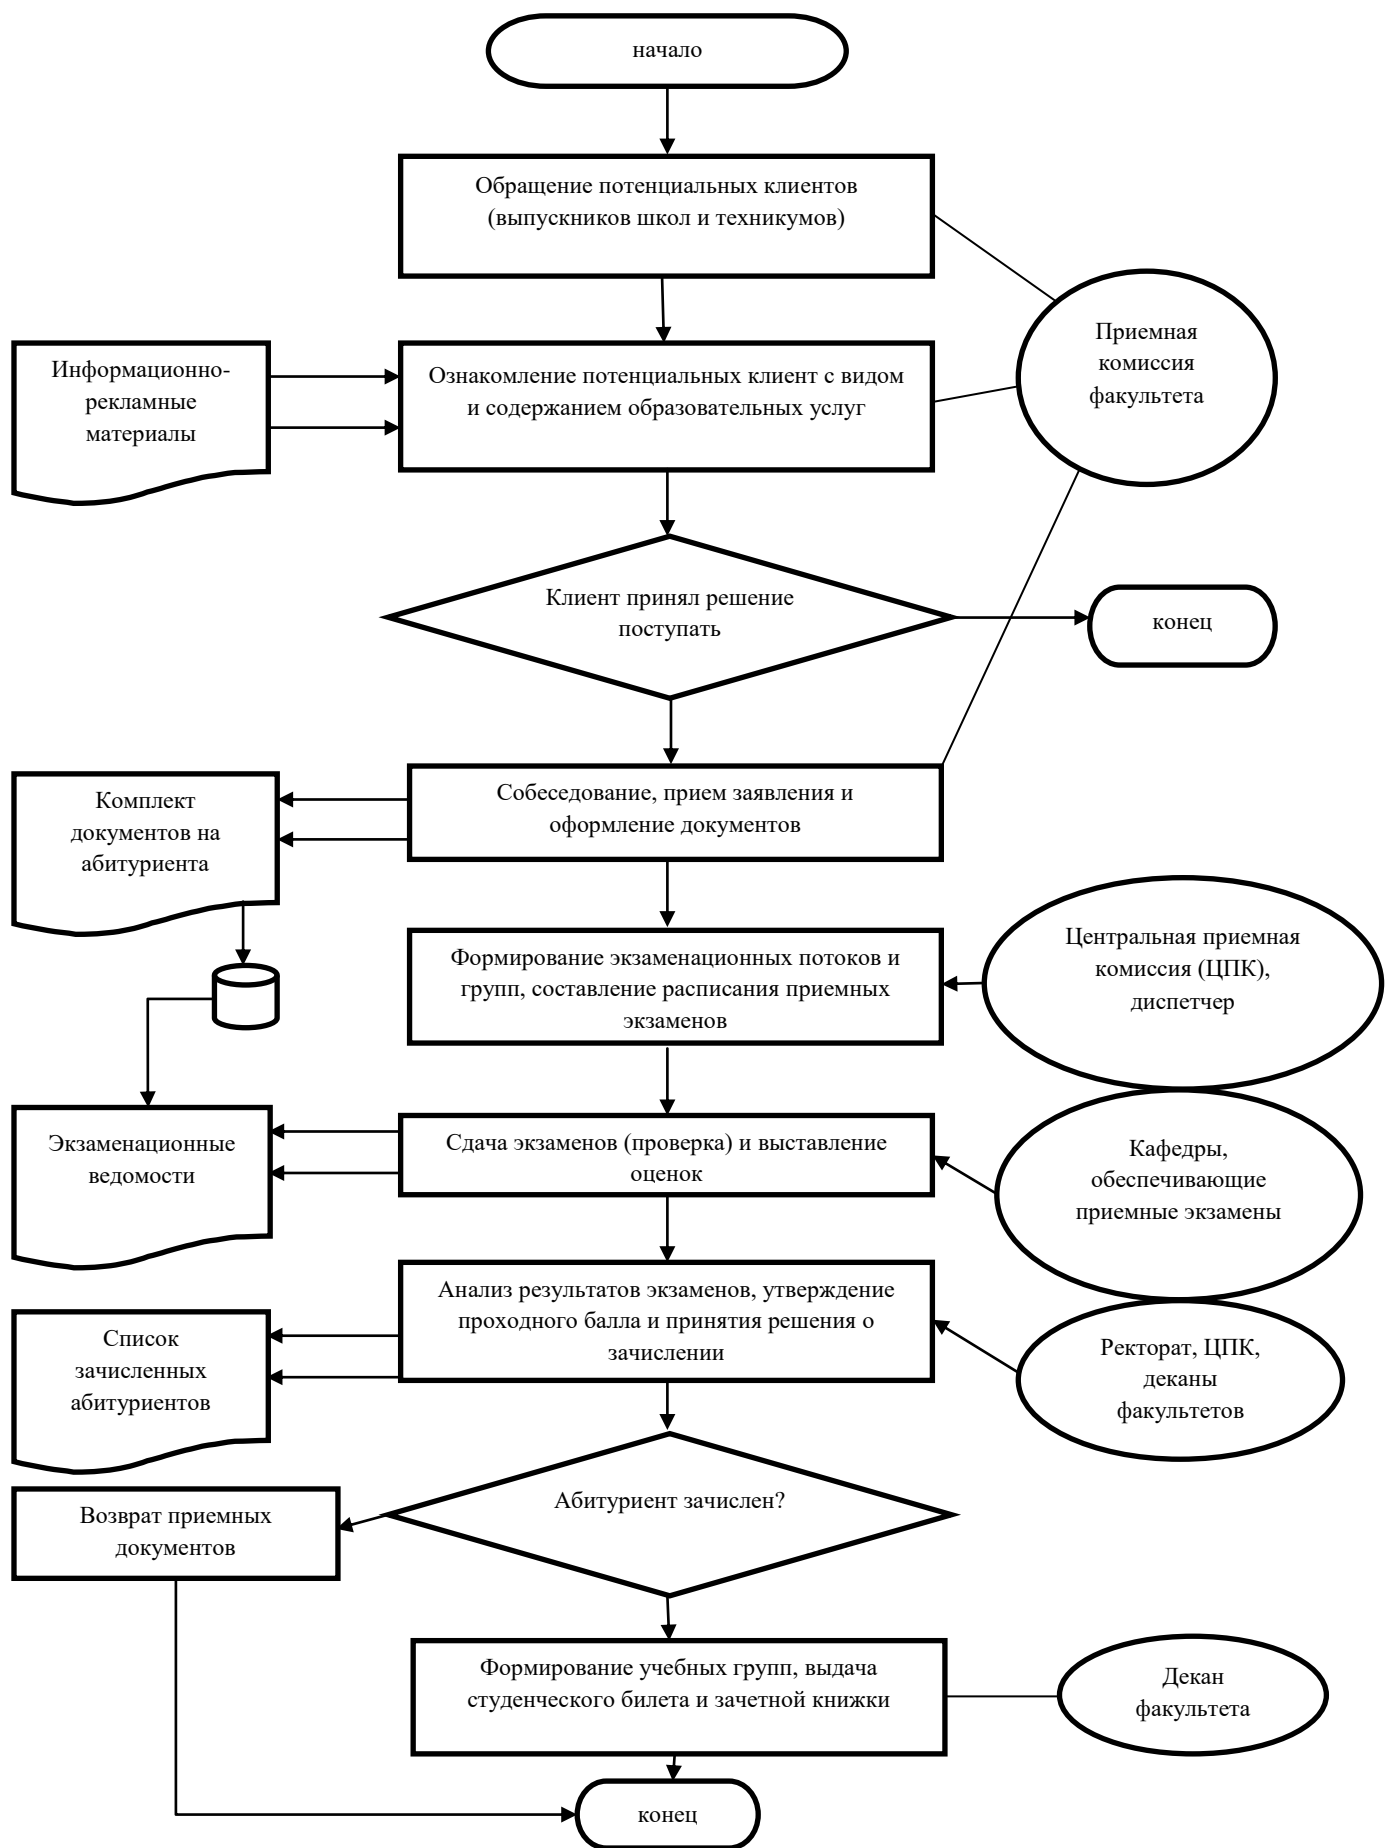 начало
Обращение потенциальных клиентов
(выпускников школ и техникумов)
Приемная
комиссия
факультета
Информационно-
рекламные
материалы
Ознакомление потенциальных клиент с видом
и содержанием образовательных услуг
Клиент принял решение
поступать
конец
Комплект
документов на
абитуриента
Собеседование, прием заявления и
оформление документов
Формирование экзаменационных потоков и
групп, составление расписания приемных
экзаменов
Центральная приемная
комиссия (ЦПК),
диспетчер
Экзаменационные
ведомости
Сдача экзаменов (проверка) и выставление
оценок
Кафедры,
обеспечивающие
приемные экзамены
Анализ результатов экзаменов, утверждение
проходного балла и принятия решения о
зачислении
Список
зачисленных
абитуриентов
Ректорат, ЦПК,
деканы
факультетов
Абитуриент зачислен?
Возврат приемных
документов
Формирование учебных групп, выдача
студенческого билета и зачетной книжки
Декан
факультета
конец